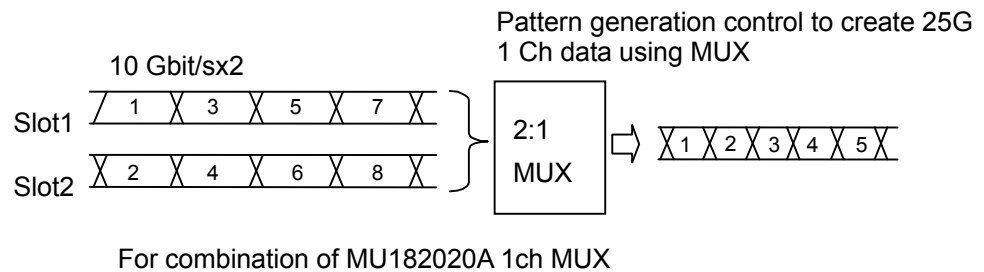 Pattern generation control to create 25G
1 Ch data using MUX
10 Gbit/sx2
Slot1
1 3 5 7
Slot2
2 4 6 8
2:1
MUX
1 2 3 4 5
For combination of MU182020A 1ch MUX